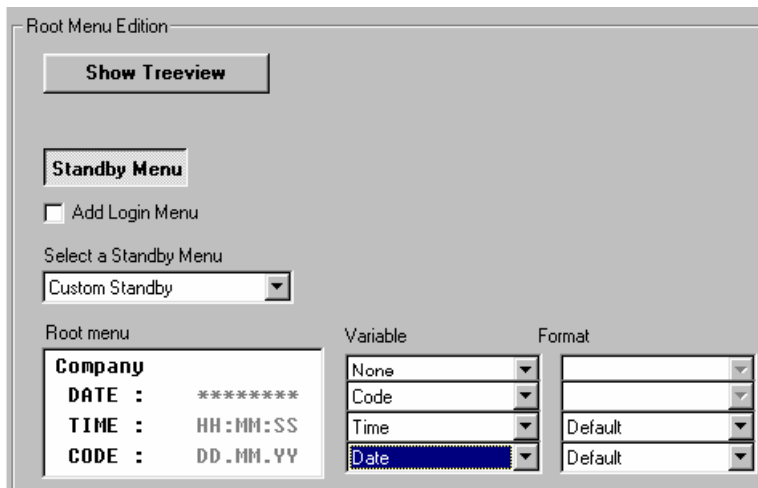 Root Menu Edition
Show Treeview
Standby Menu
Add Login Menu
Select a Standby Menu
Custom Standby
Root menu Variable Format
Company None
DATE : ******** Code
TIME : HH:MM:SS Time Default
CODE : DD.MM.YY Date Default